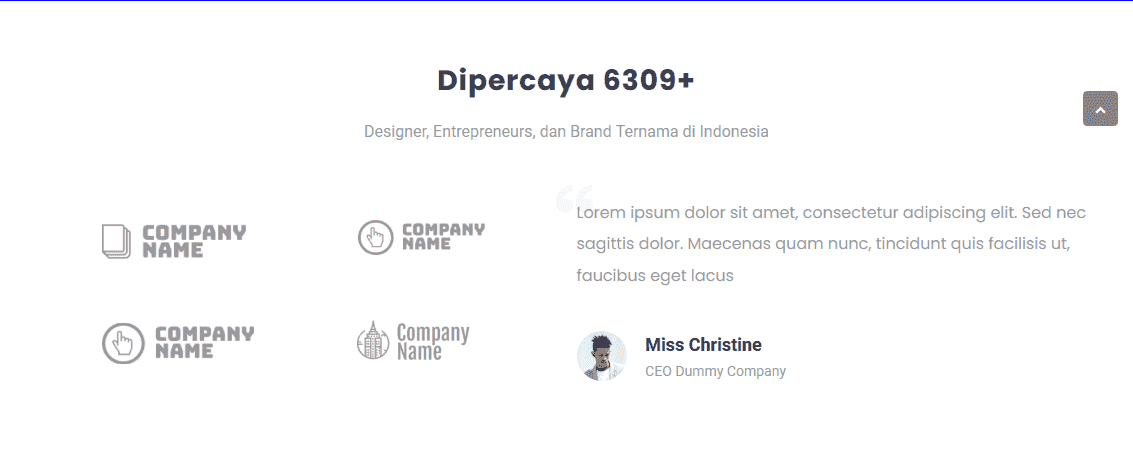 Dipercaya 6309+
Designer, Entrepreneurs, dan Brand Ternama di Indonesia
COMPANY
NAME
COMPANY
NAME
COMPANY
NAME
Company
Name
Lorem ipsum dolor sit amet, consectetur adipiscing elit. Sed nec
sagittis dolor. Maecenas quam nunc, tincidunt quis facilisis ut,
faucibus eget lacus
Miss Christine
CEO Dummy Company